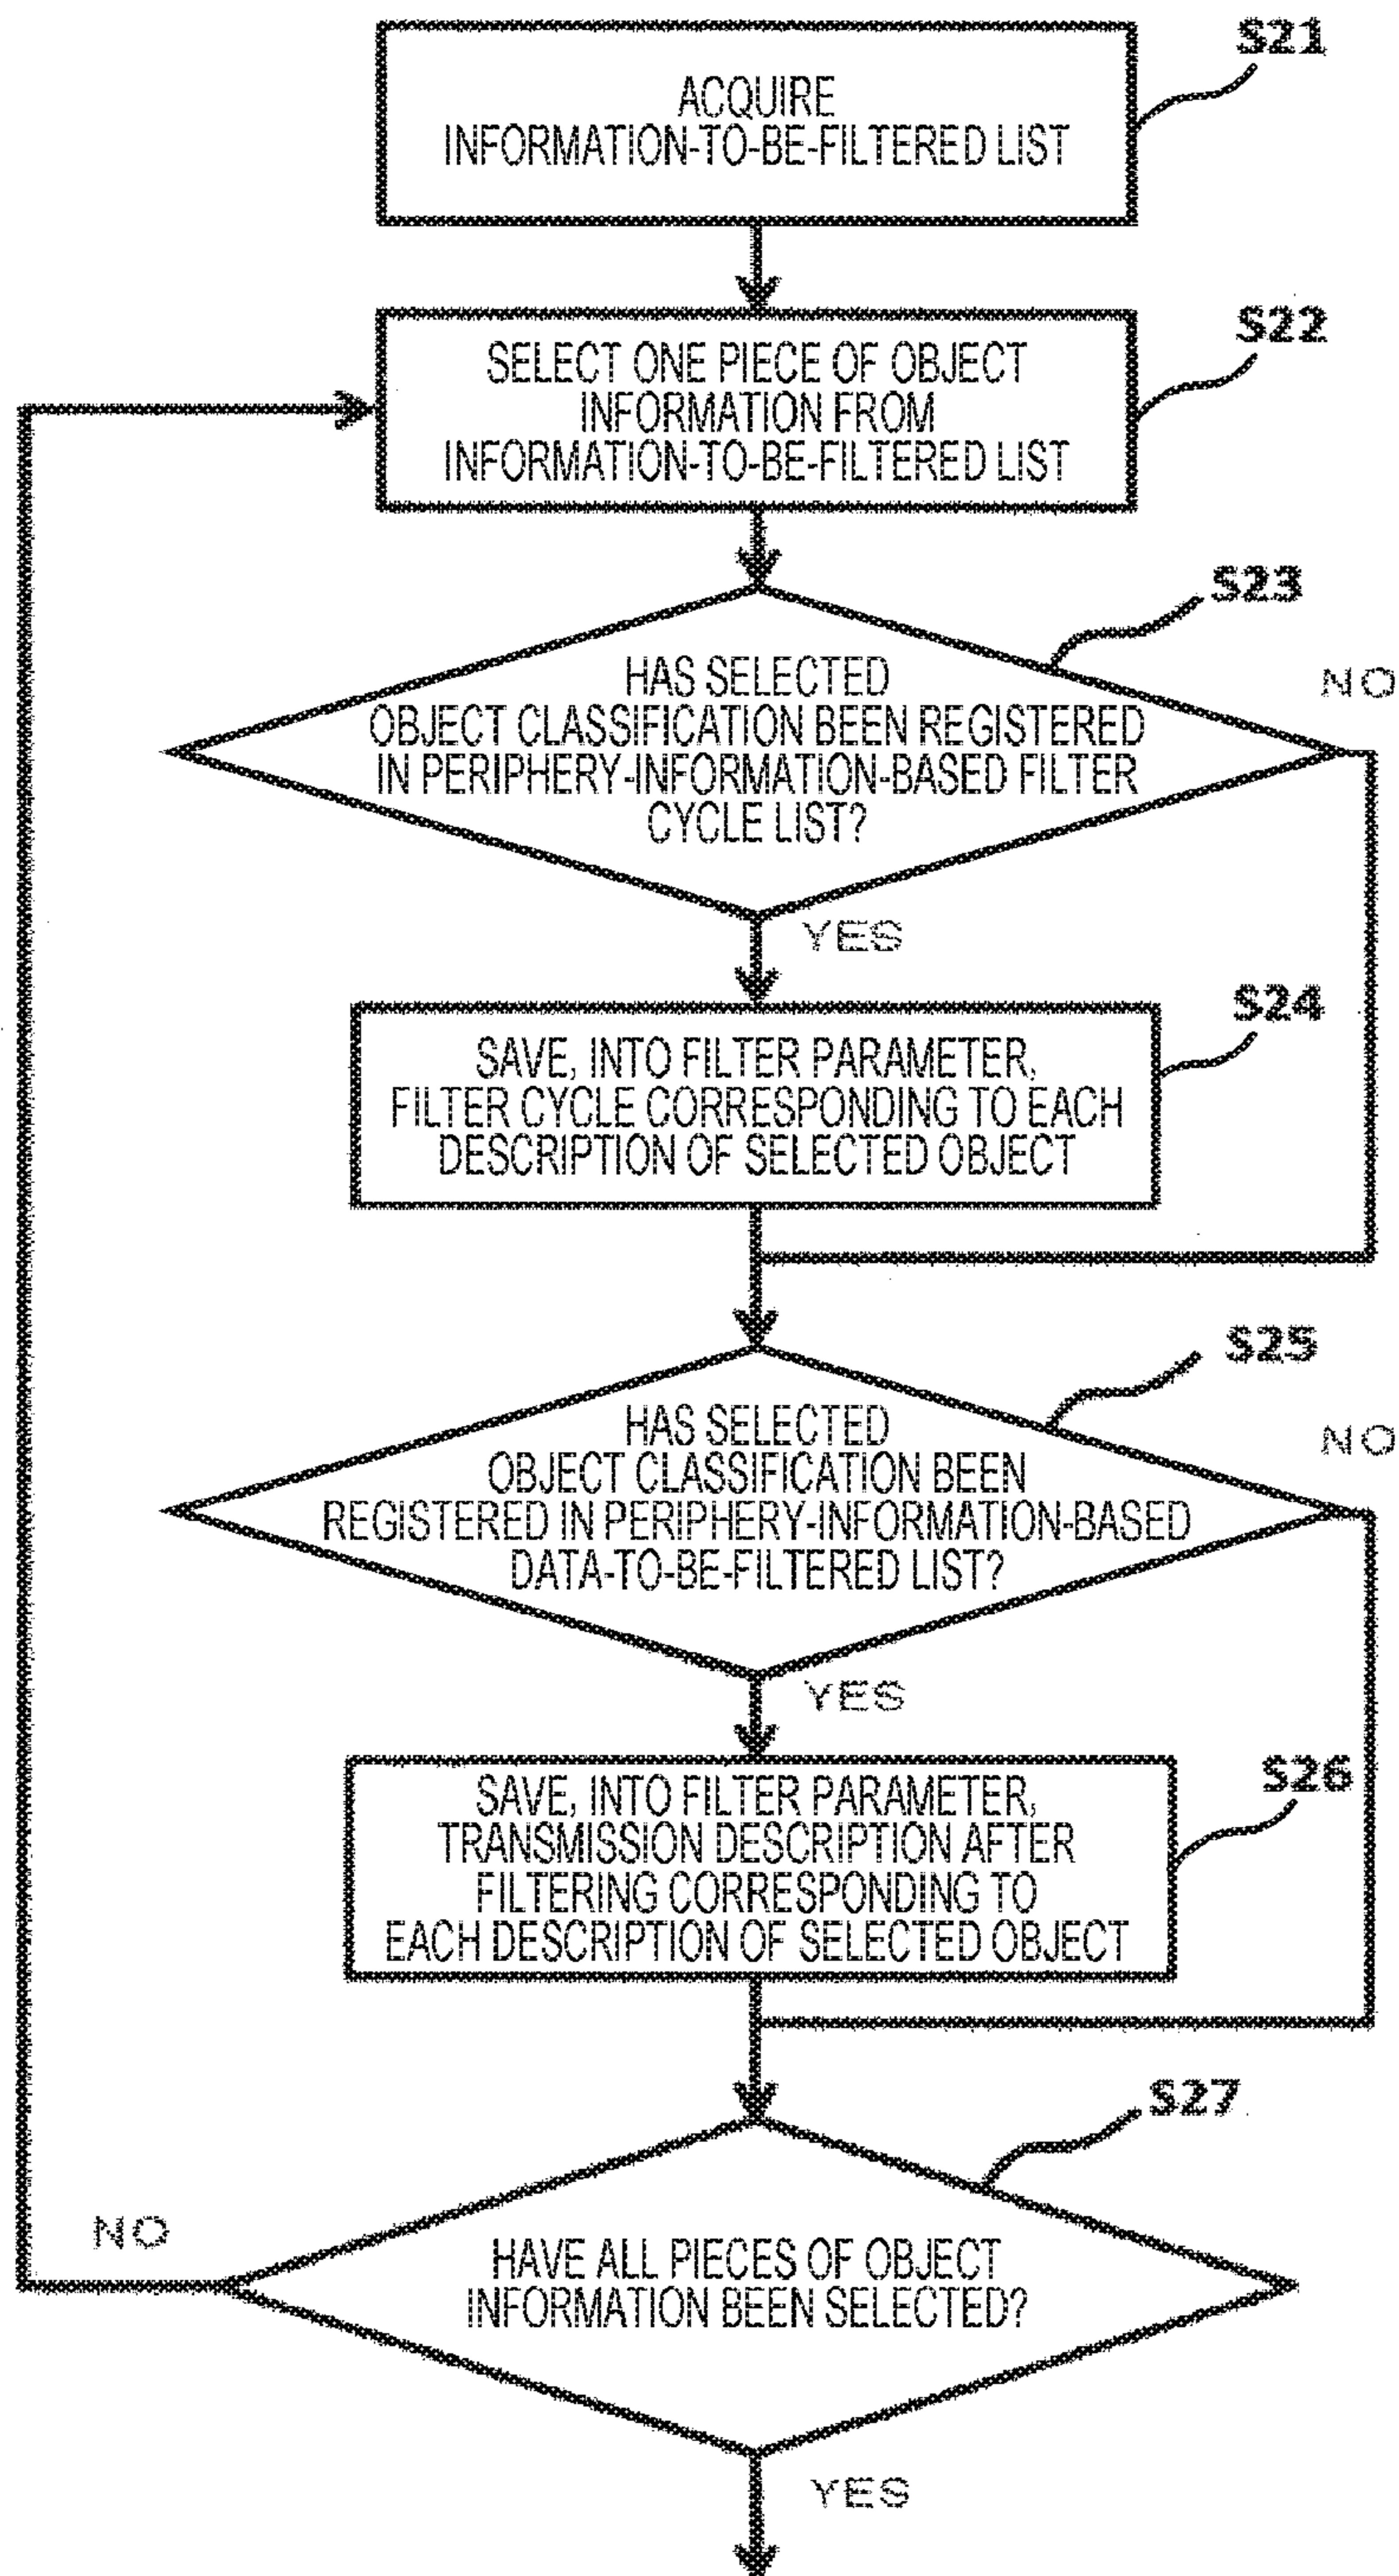 S21
ACQUIRE
INFORMATION-TO-BE-FILTERED LIST
S22
SELECT ONE PIECE OF OBJECT
INFORMATION FROM
INFORMATION-TO-BE-FILTERED LIST
S23
NO
HAS SELECTED
OBJECT CLASSIFICATION BEEN REGISTERED
IN PERIPHERY-INFORMATION-BASED FILTER
CYCLE LIST?
YES
S24
SAVE, INTO FILTER PARAMETER,
FILTER CYCLE CORRESPONDING TO EACH
DESCRIPTION OF SELECTED OBJECT
S25
NO
HAS SELECTED
OBJECT CLASSIFICATION BEEN
REGISTERED IN PERIPHERY-INFORMATION-BASED
DATA-TO-BE-FILTERED LIST?
YES
S26
SAVE, INTO FILTER PARAMETER,
TRANSMISSION DESCRIPTION AFTER
FILTERING CORRESPONDING TO
EACH DESCRIPTION OF SELECTED OBJECT
S27
NO
HAVE ALL PIECES OF OBJECT
INFORMATION BEEN SELECTED?
YES